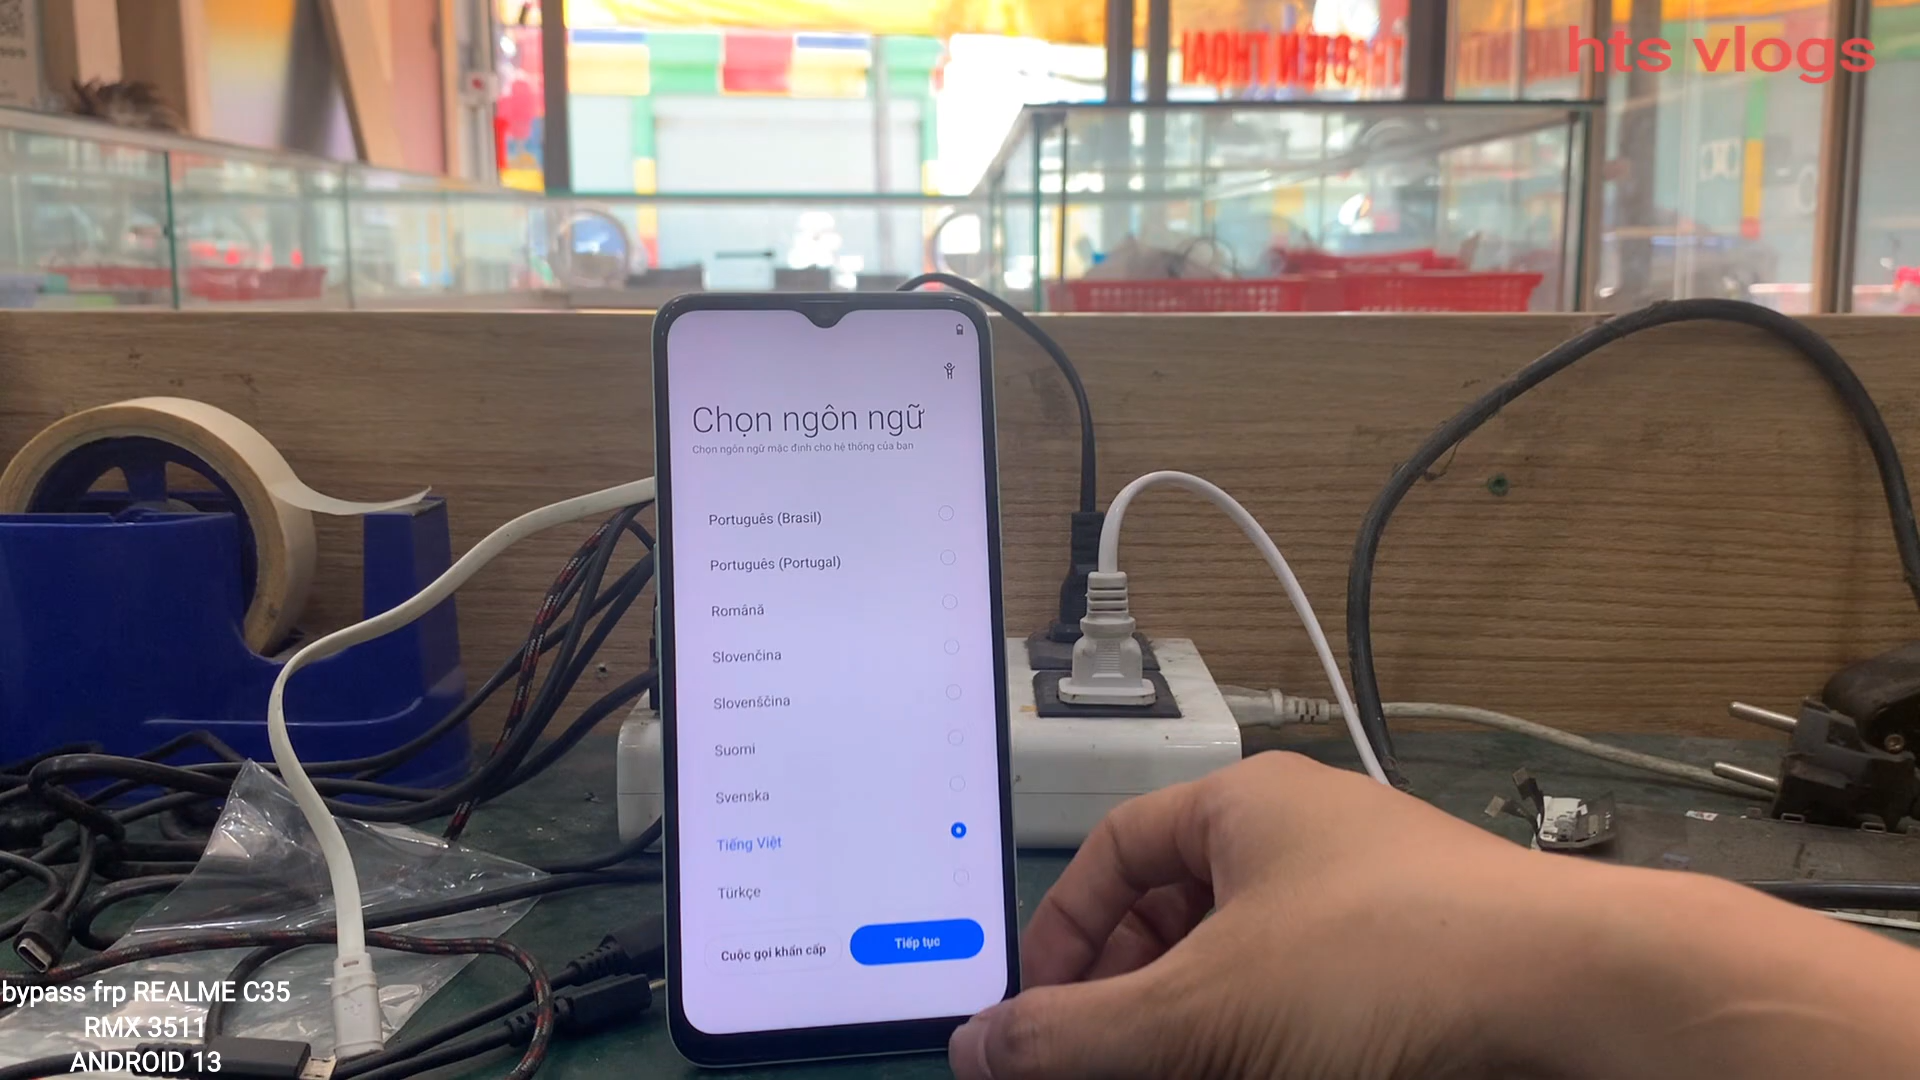 hts vlogs
Chọn ngôn ngữ
Chọn ngôn ngữ mặc định cho hệ thống của bạn
Português (Brasil)
Português (Portugal)
Română
Slovenčina
Slovenščina
Suomi
Svenska
Tiếng Việt
Türkçe
Cuộc gọi khẩn cấp
Tiếp tục
bypass frp REALME C35
RMX 3511
ANDROID 13